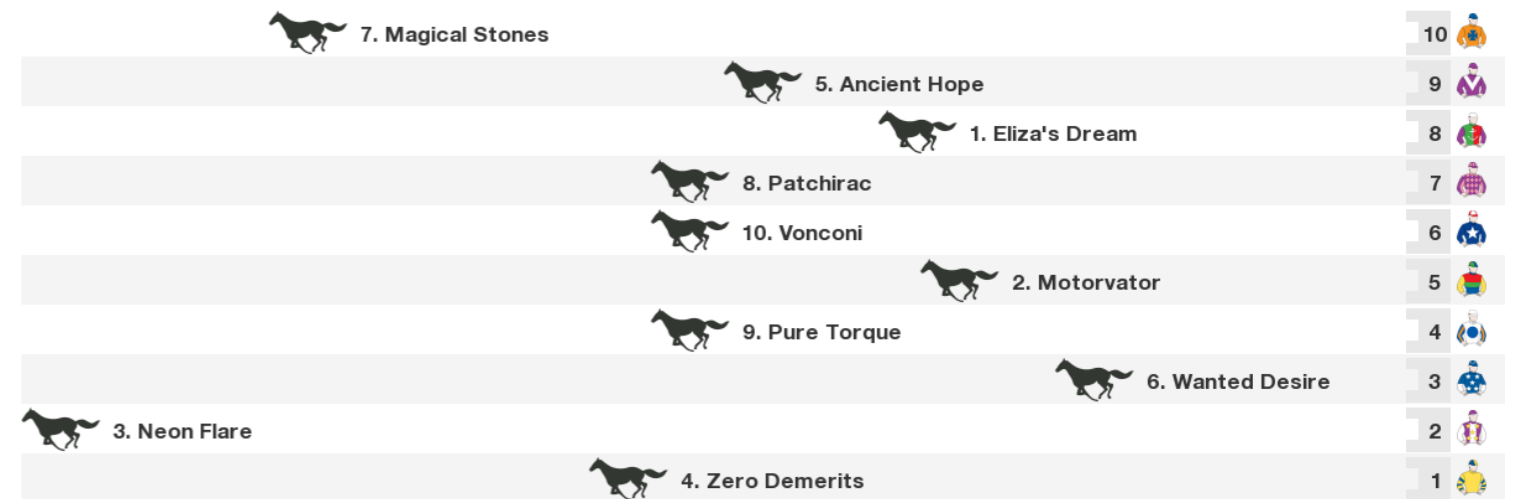 7. Magical Stones 10
5. Ancient Hope 9
1. Eliza's Dream 8
8. Patchirac 7
10. Vonconi 6
2. Motorvator 5
9. Pure Torque 4
6. Wanted Desire 3
3. Neon Flare 2
4. Zero Demerits 1